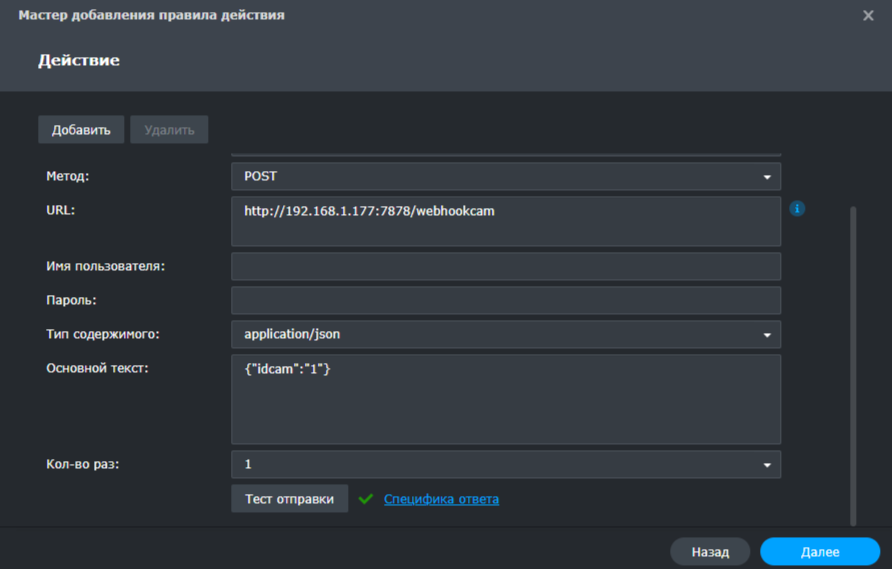 Мастер добавления правила действия
Действие
Добавить
Удалить
Метод:
POST
URL:
http://192.168.1.177:7878/webhookcam
Имя пользователя:
Пароль:
Тип содержимого:
application/json
Основной текст:
{"idcam":"1"}
Кол-во раз:
1
Тест отправки
Специфика ответа
Назад
Далее